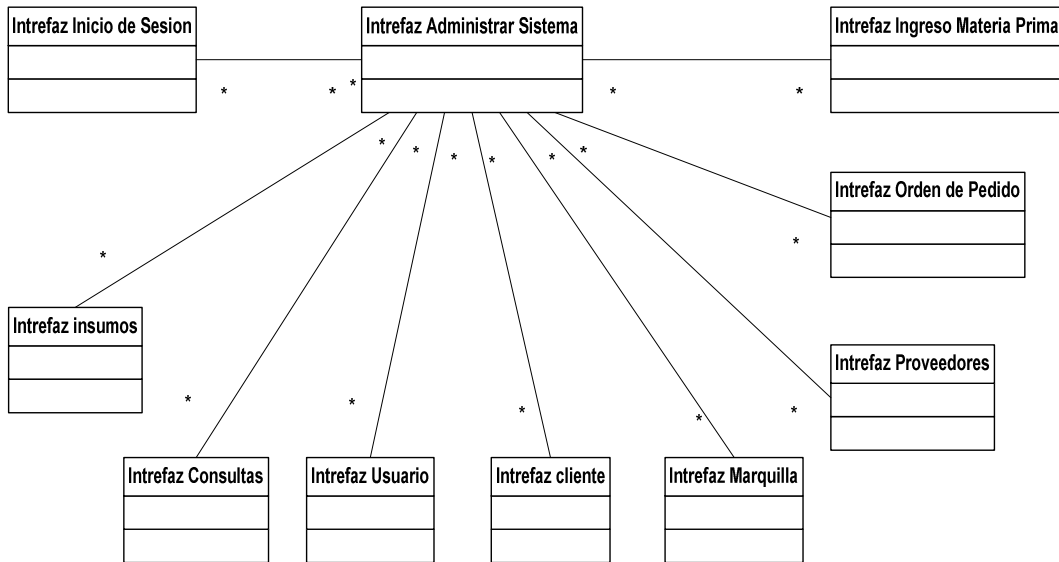 Intrefaz Inicio de Sesion
Intrefaz Administrar Sistema
Intrefaz Ingreso Materia Prima
* * * * *
* * * * * * *
Intrefaz Orden de Pedido
*
*
Intrefaz insumos
Intrefaz Proveedores
* * * * *
Intrefaz Consultas
Intrefaz Usuario
Intrefaz cliente
Intrefaz Marquilla